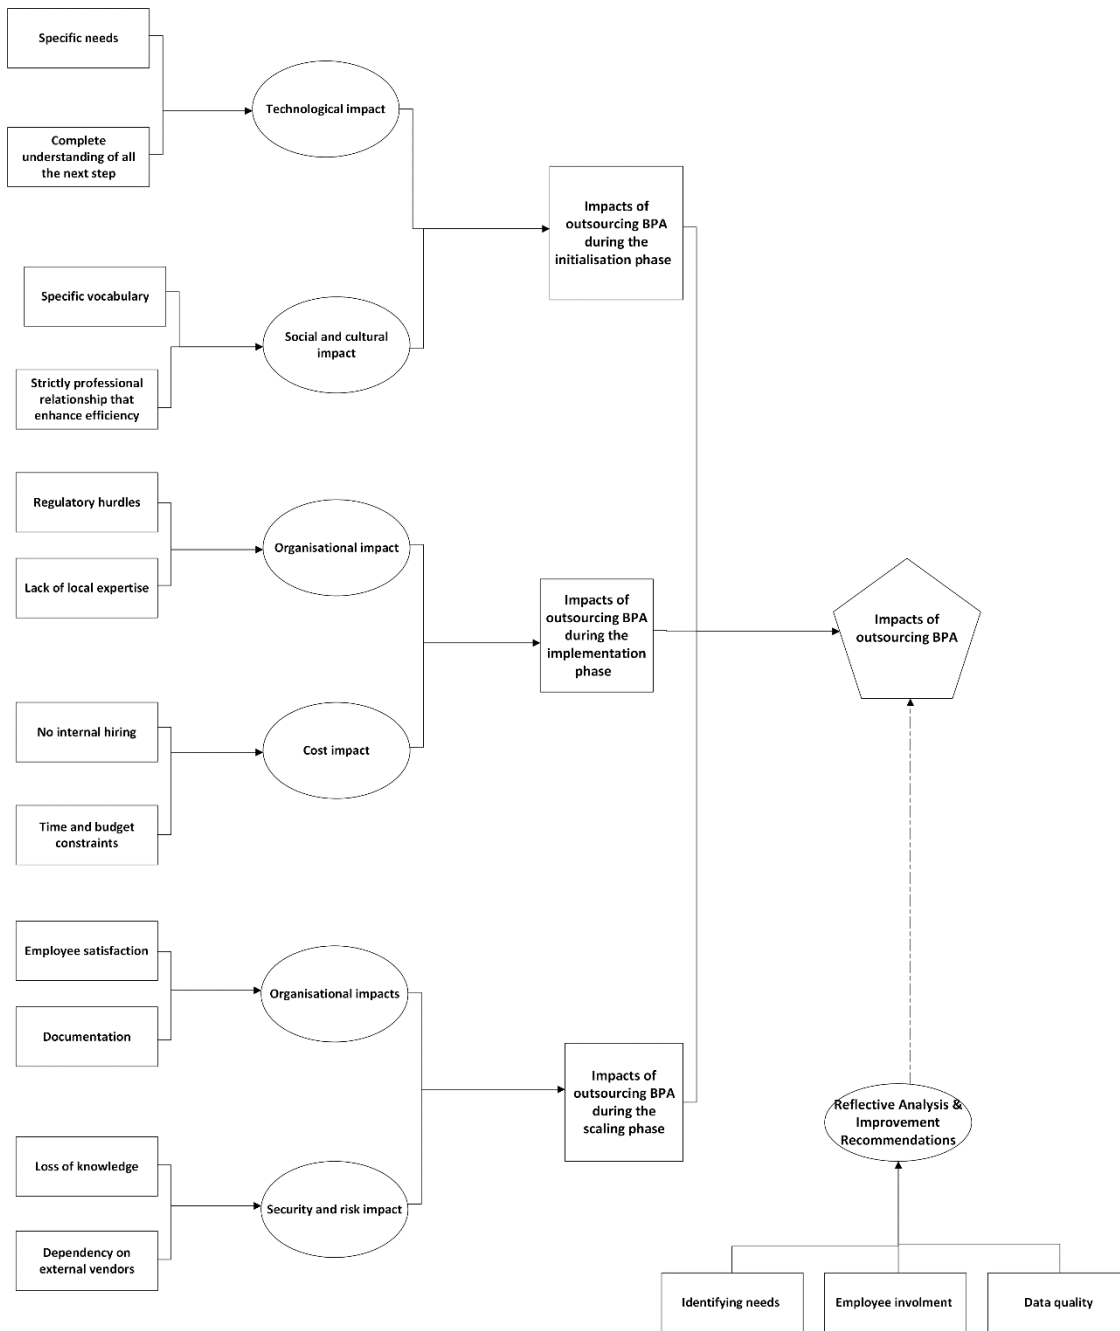 Specific needs
Complete
understanding of all
the next step
Technological impact
Specific vocabulary
Strictly professional
relationship that
enhance efficiency
Social and cultural
impact
Impacts of
outsourcing BPA
during the
initialisation phase
Regulatory hurdles
Lack of local expertise
Organisational impact
No internal hiring
Time and budget
constraints
Cost impact
Impacts of
outsourcing BPA
during the
implementation
phase
Employee satisfaction
Documentation
Organisational impacts
Loss of knowledge
Dependency on
external vendors
Security and risk impact
Impacts of
outsourcing BPA
during the
scaling phase
Impacts of
outsourcing BPA
Reflective Analysis &
Improvement
Recommendations
Identifying needs
Employee involment
Data quality